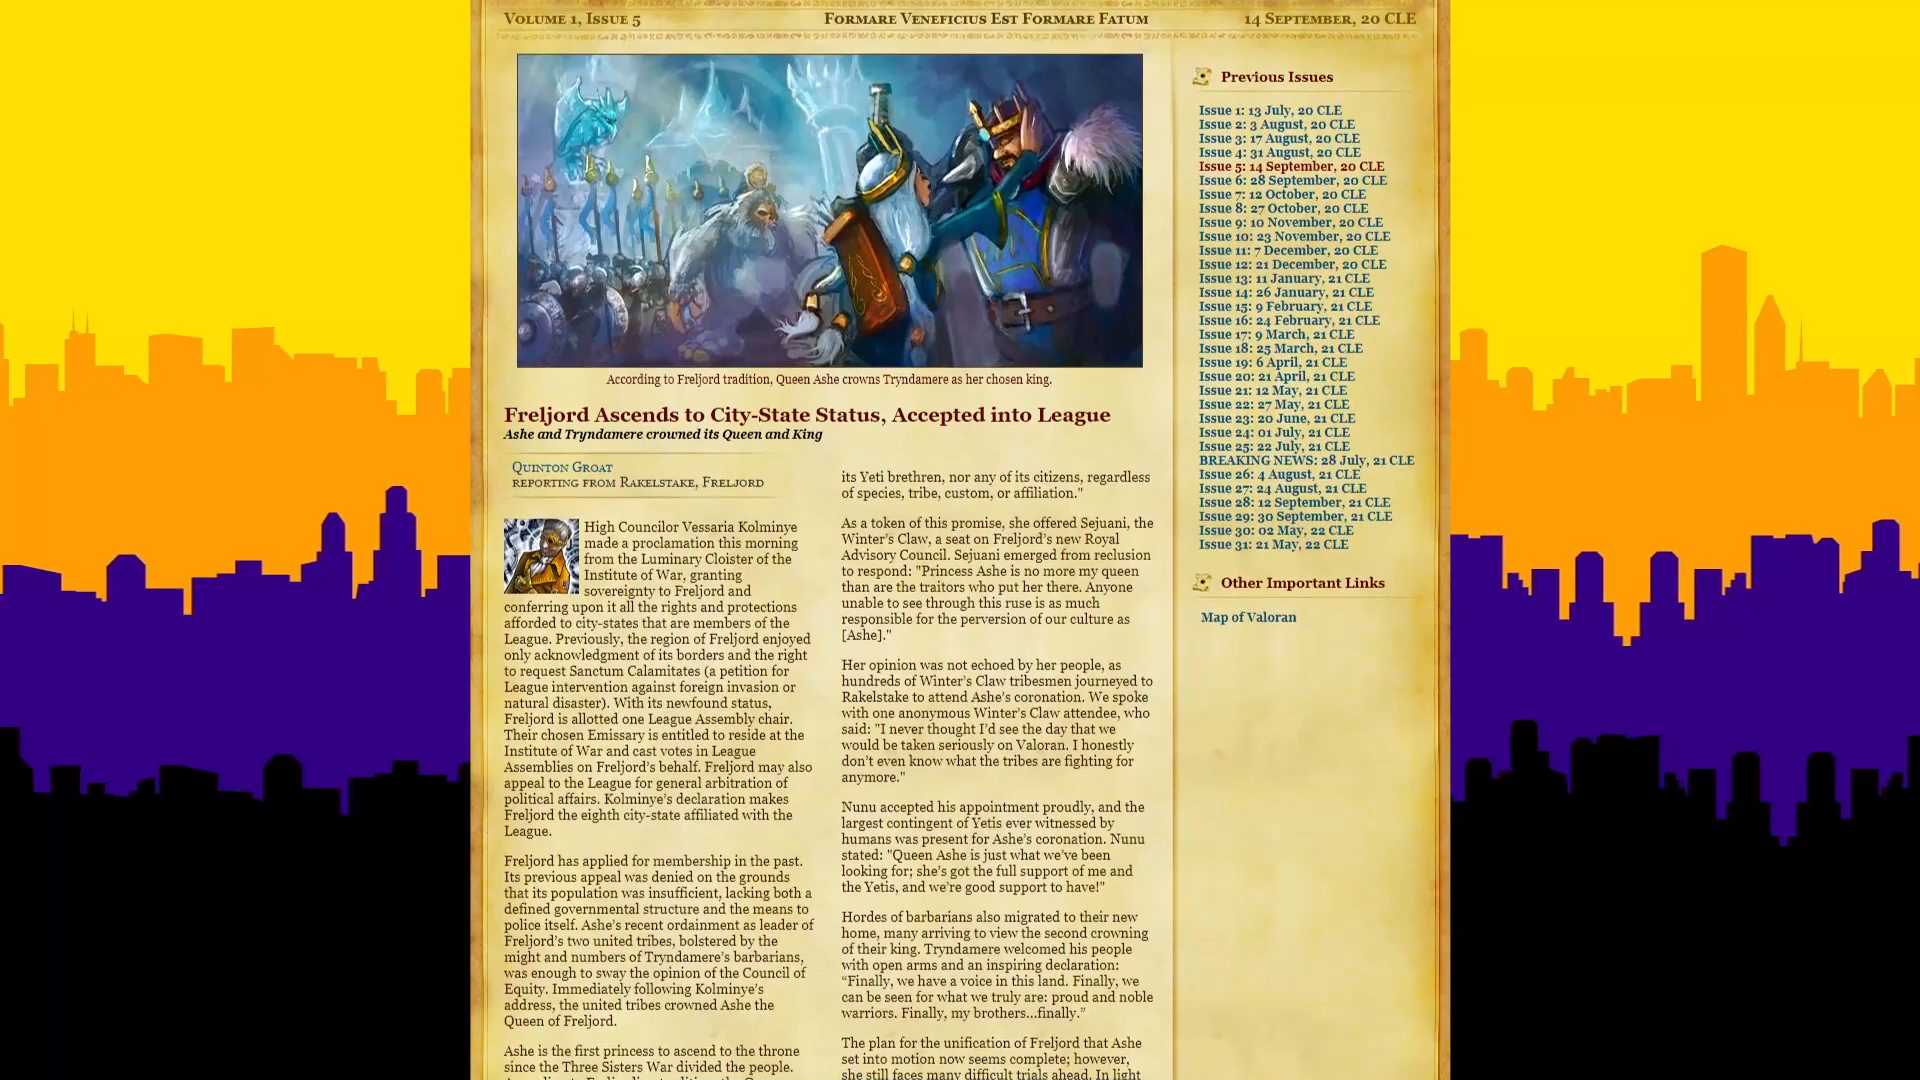 Volume 1, Issue 5
Formare Veneficius Est Formare Fatum
14 September, 20 CLE
According to Freljord tradition, Queen Ashe crowns Tryndamere as her chosen king.
Freljord Ascends to City-State Status, Accepted into League
Ashe and Tryndamere crowned its Queen and King
Quinton Groat
reporting from Rakelstake, Freljord
High Councilor Vessaria Kolminye
made a proclamation this morning
from the Luminary Cloister of the
Institute of War, granting
sovereignty to Freljord and
conferring upon it all the rights and protections
afforded to city-states that are members of the
League. Previously, the region of Freljord enjoyed
only acknowledgment of its borders and the right
to request Sanctum Calamitates (a petition for
League intervention against foreign invasion or
natural disaster). With its newfound status,
Freljord is allotted one League Assembly chair.
Their chosen Emissary is entitled to reside at the
Institute of War and cast votes in League
Assemblies on Freljord's behalf. Freljord may also
appeal to the League for general arbitration of
political affairs. Kolminye's declaration makes
Freljord the eighth city-state affiliated with the
League.
Freljord has applied for membership in the past.
Its previous appeal was denied on the grounds
that its population was insufficient, lacking both a
defined governmental structure and the means to
police itself. Ashe's recent ordainment as leader of
Freljord's two united tribes, bolstered by the
might and numbers of Tryndamere's barbarians,
was enough to sway the opinion of the Council of
Equity. Immediately following Kolminye's
address, the united tribes crowned Ashe the
Queen of Freljord.
Ashe is the first princess to ascend to the throne
since the Three Sisters War divided the people.
its Yeti brethren, nor any of its citizens, regardless
of species, tribe, custom, or affiliation."
As a token of this promise, she offered Sejuani, the
Winter's Claw, a seat on Freljord's new Royal
Advisory Council. Sejuani emerged from reclusion
to respond: "Princess Ashe is no more my queen
than are the traitors who put her there. Anyone
unable to see through this ruse is as much
responsible for the perversion of our culture as
[Ashe]."
Her opinion was not echoed by her people, as
hundreds of Winter's Claw tribesmen journeyed to
Rakelstake to attend Ashe's coronation. We spoke
with one anonymous Winter's Claw attendee, who
said: "I never thought I'd see the day that we
would be taken seriously on Valoran. I honestly
don't even know what the tribes are fighting for
anymore."
Nunu accepted his appointment proudly, and the
largest contingent of Yetis ever witnessed by
humans was present for Ashe's coronation. Nunu
stated: "Queen Ashe is just what we've been
looking for; she's got the full support of me and
the Yetis, and we're good support to have!"
Hordes of barbarians also migrated to their new
home, many arriving to view the second crowning
of their king. Tryndamere welcomed his people
with open arms and an inspiring declaration:
“Finally, we have a voice in this land. Finally, we
can be seen for what we truly are: proud and noble
warriors. Finally, my brothers...finally.”
The plan for the unification of Freljord that Ashe
set into motion now seems complete; however,
she still faces many difficult trials ahead. In light
Previous Issues
Issue 1: 13 July, 20 CLE
Issue 2: 3 August, 20 CLE
Issue 3: 17 August, 20 CLE
Issue 4: 31 August, 20 CLE
Issue 5: 14 September, 20 CLE
Issue 6: 28 September, 20 CLE
Issue 7: 12 October, 20 CLE
Issue 8: 27 October, 20 CLE
Issue 9: 10 November, 20 CLE
Issue 10: 23 November, 20 CLE
Issue 11: 7 December, 20 CLE
Issue 12: 21 December, 20 CLE
Issue 13: 11 January, 21 CLE
Issue 14: 26 January, 21 CLE
Issue 15: 9 February, 21 CLE
Issue 16: 24 February, 21 CLE
Issue 17: 9 March, 21 CLE
Issue 18: 25 March, 21 CLE
Issue 19: 6 April, 21 CLE
Issue 20: 21 April, 21 CLE
Issue 21: 12 May, 21 CLE
Issue 22: 27 May, 21 CLE
Issue 23: 20 June, 21 CLE
Issue 24: 01 July, 21 CLE
Issue 25: 22 July, 21 CLE
BREAKING NEWS: 28 July, 21 CLE
Issue 26: 4 August, 21 CLE
Issue 27: 24 August, 21 CLE
Issue 28: 12 September, 21 CLE
Issue 29: 30 September, 21 CLE
Issue 30: 02 May, 22 CLE
Issue 31: 21 May, 22 CLE
Other Important Links
Map of Valoran